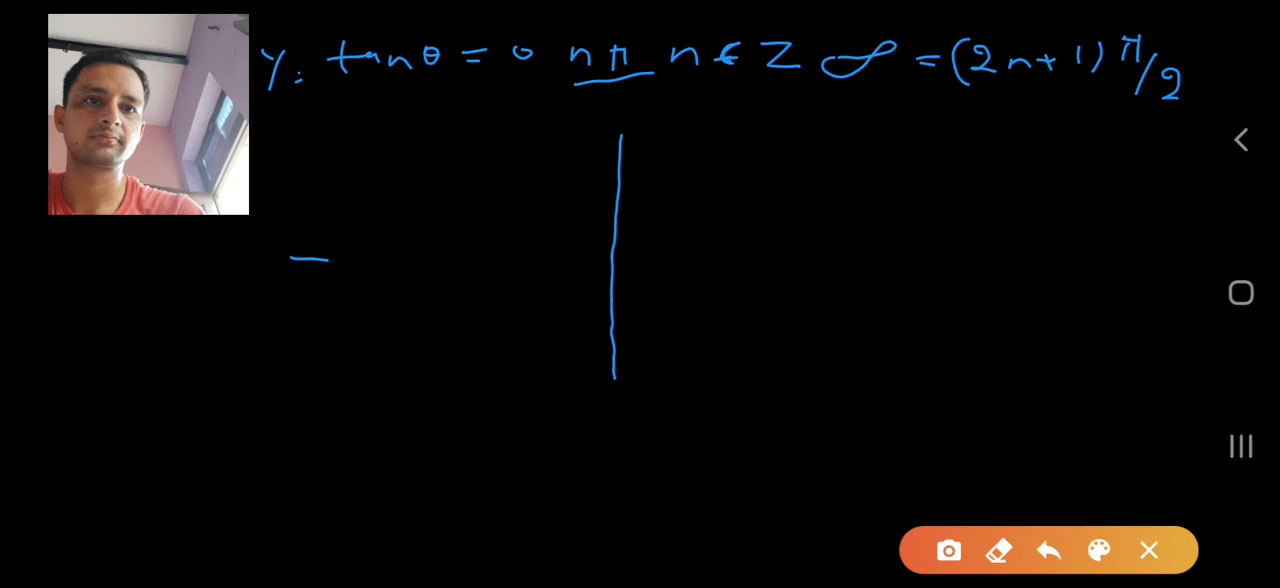 y: tanθ = 0 nπ n ∈ Z ∞ = (2n+1) π/2